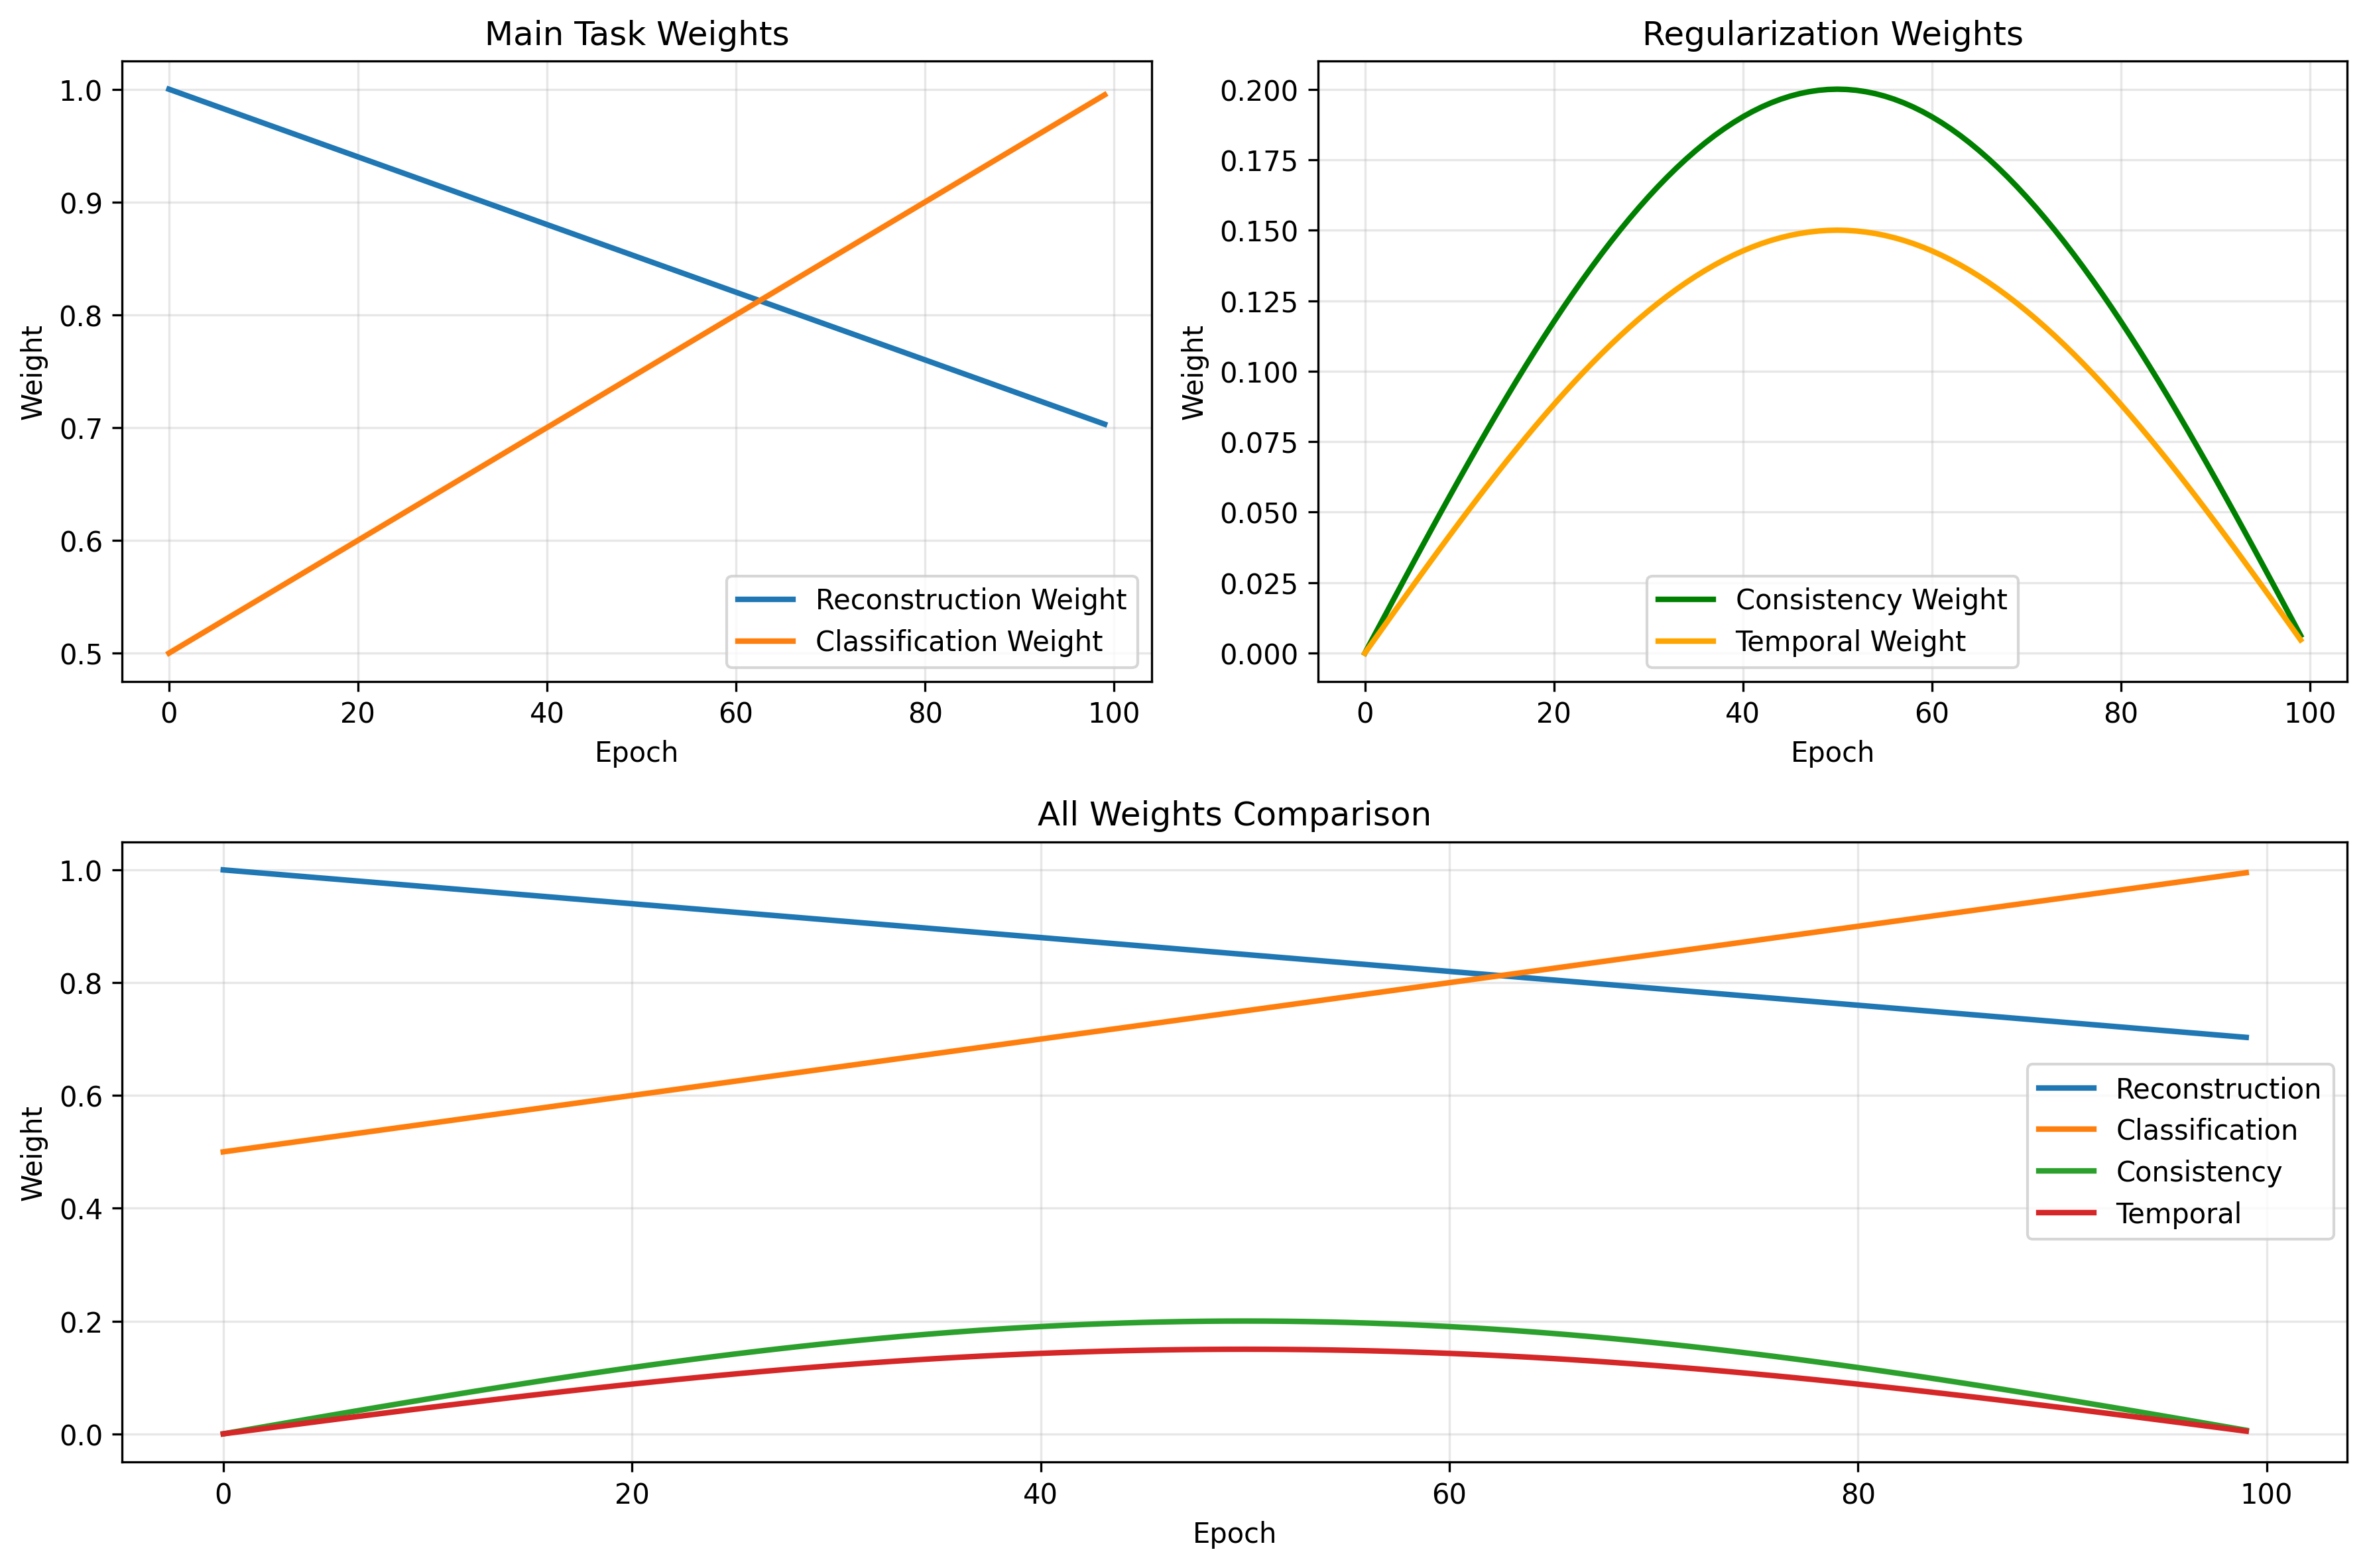 Main Task Weights
1.0
0.9
0.8
0.7
0.6
0.5
Weight
0 20 40 60 80 100
Epoch
Reconstruction Weight
Classification Weight
Regularization Weights
0.200
0.175
0.150
0.125
0.100
0.075
0.050
0.025
0.000
Weight
0 20 40 60 80 100
Epoch
Consistency Weight
Temporal Weight
All Weights Comparison
1.0
0.8
0.6
0.4
0.2
0.0
Weight
0 20 40 60 80 100
Epoch
Reconstruction
Classification
Consistency
Temporal